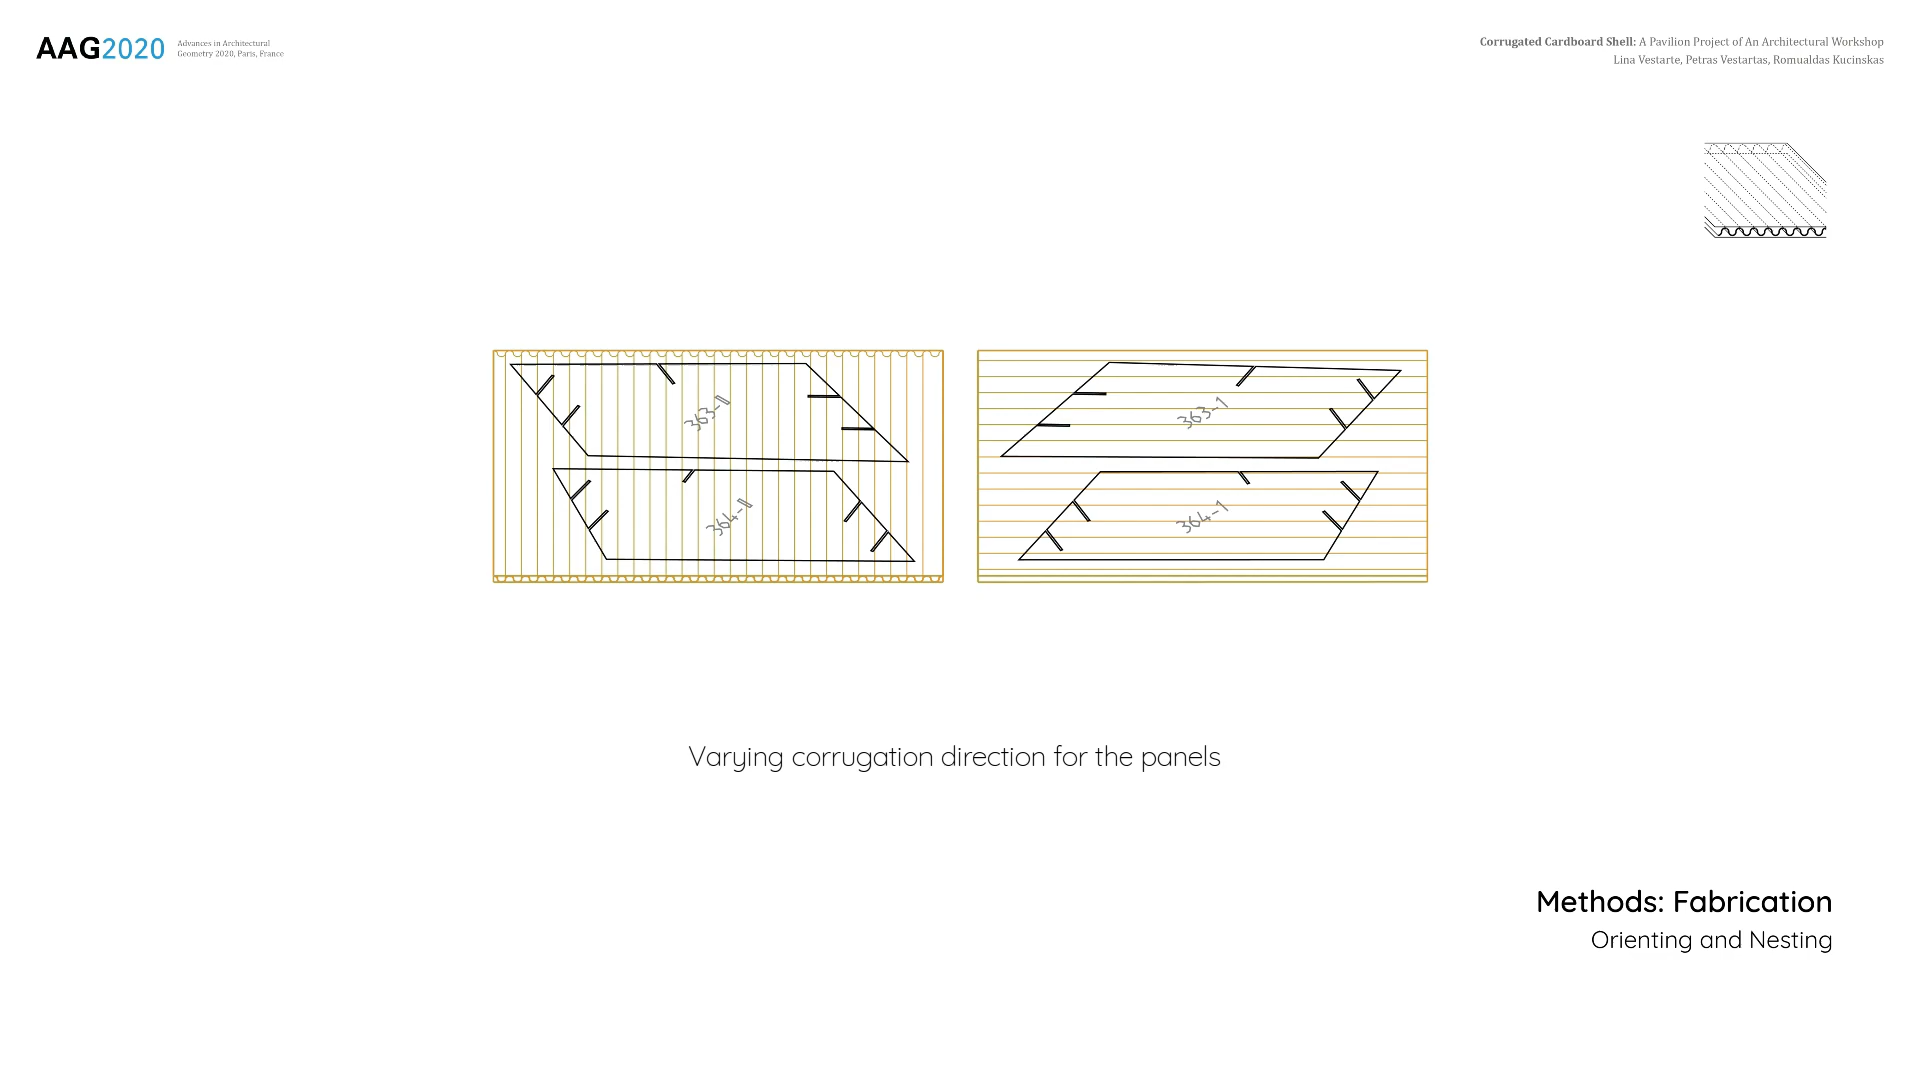 AAG2020
Advances in Architectural
Geometry 2020, Paris, France
Corrugated Cardboard Shell: A Pavilion Project of An Architectural Workshop
Lina Vestarte, Petras Vestartas, Romualdas Kucinskas
363-1
363-1
364-1
364-1
Varying corrugation direction for the panels
Methods: Fabrication
Orienting and Nesting